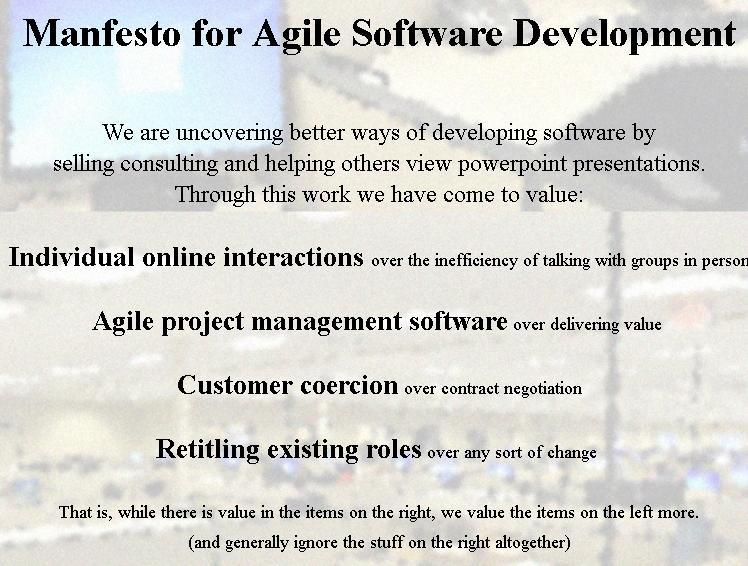 Manfesto for Agile Software Development
We are uncovering better ways of developing software by
selling consulting and helping others view powerpoint presentations.
Through this work we have come to value:
Individual online interactions over the inefficiency of talking with groups in person
Agile project management software over delivering value
Customer coercion over contract negotiation
Retitling existing roles over any sort of change
That is, while there is value in the items on the right, we value the items on the left more.
(and generally ignore the stuff on the right altogether)